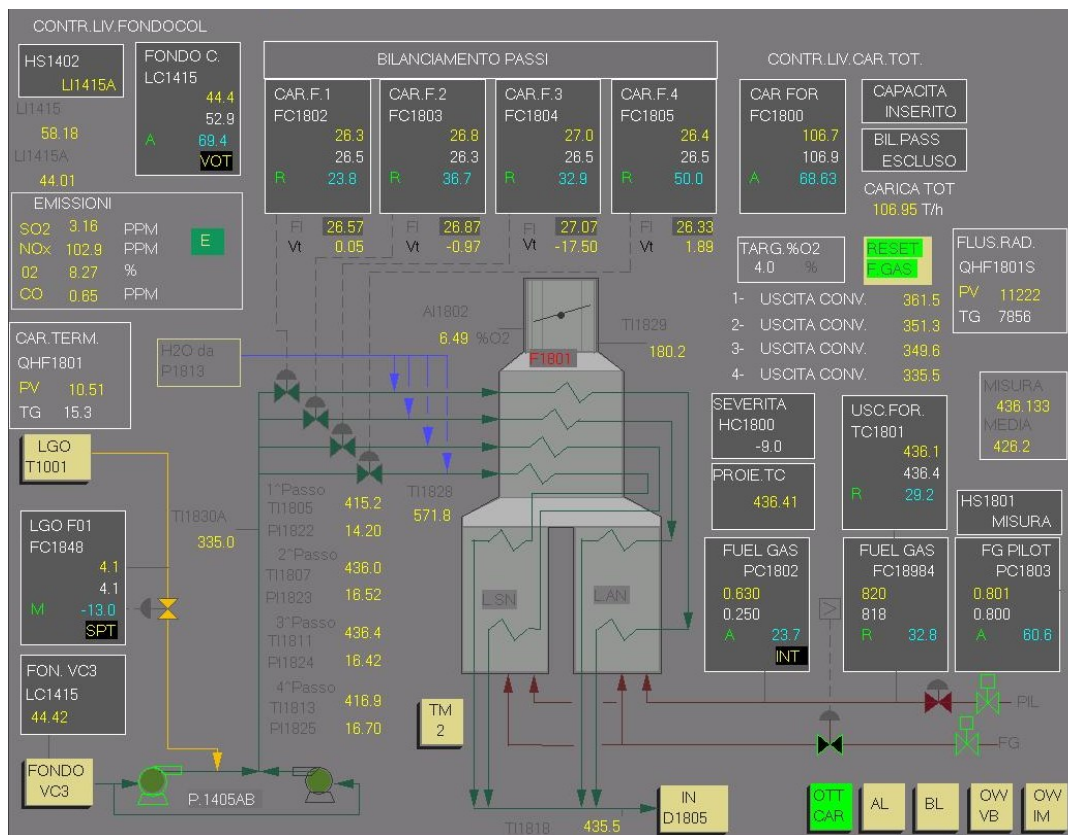 CONTR.LIV.FONDOCOL
HS1402
LI1415A
LI1415
58.18
LI1415A
44.01
FONDO C.
LC1415
44.4
52.9
A 69.4
VOT
BILANCIAMENTO PASSI
CAR.F.1
FC1802
26.3
26.5
R 23.8
CAR.F.2
FC1803
26.8
26.3
R 36.7
CAR.F.3
FC1804
27.0
26.5
R 32.9
CAR.F.4
FC1805
26.4
26.5
R 50.0
FI 26.57
Vt 0.05
FI 26.87
Vt -0.97
FI 27.07
Vt -17.50
FI 26.33
Vt 1.89
CONTR.LIV.CAR.TOT.
CAR FOR
FC1800
106.7
106.9
A 68.63
CAPACITA
INSERITO
BIL.PASS
ESCLUSO
CARICA TOT
106.95 T/h
EMISSIONI
SO2 3.16 PPM
NOx 102.9 PPM
02 8.27 %
CO 0.65 PPM
E
TARG.%O2
4.0 %
RESET
F.GAS
FLUS.RAD.
QHF1801S
PV 11222
TG 7856
1- USCITA CONV. 361.5
2- USCITA CONV. 351.3
3- USCITA CONV. 349.6
4- USCITA CONV. 335.5
CAR.TERM.
QHF1801
PV 10.51
TG 15.3
H2O da
P1813
AI1802
6.49 %O2
TI1829
180.2
F1801
MISURA
436.133
MEDIA
426.2
SEVERITA
HC1800
-9.0
USC.FOR.
TC1801
436.1
436.4
R 29.2
PROIE.TC
436.41
HS1801
MISURA
LGO
T1001
LGO F01
FC1848
4.1
4.1
M -13.0
SPT
TI1830A
335.0
1^Passo
TI1805 415.2
PI1822 14.20
2^Passo
TI1807 436.0
PI1823 16.52
3^Passo
TI1811 436.4
PI1824 16.42
4^Passo
TI1813 416.9
PI1825 16.70
TI1828
571.8
L.SN
L.AN
FUEL GAS
PC1802
0.630
0.250
A 23.7
INT
FUEL GAS
FC18984
820
818
R 32.8
FG PILOT
PC1803
0.801
0.800
A 60.6
>
PIL
FG
FON. VC3
LC1415
44.42
FONDO
VC3
P.1405AB
TM
2
TI1818 435.5
IN
D1805
OTT
CAR
AL
BL
OW
VB
OW
IM